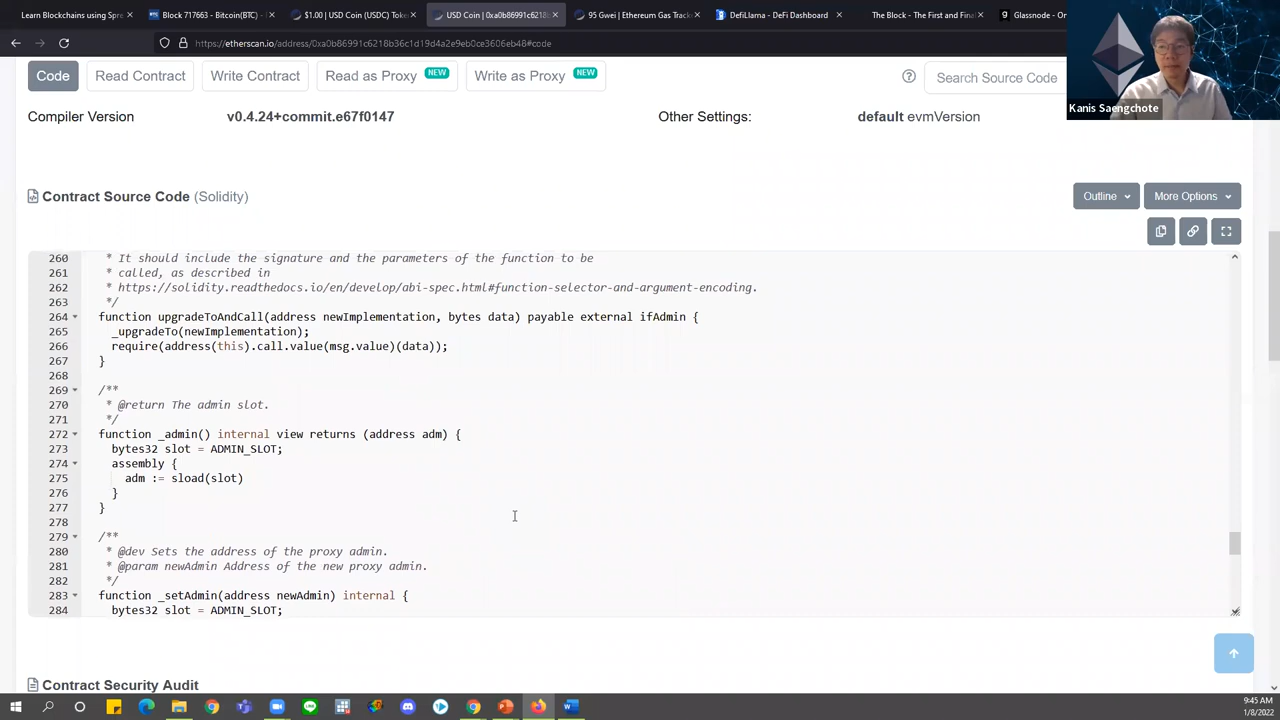 Learn Blockchains using Spre
Block 717663 - Bitcoin(BTC)
$1.00 | USD Coin (USDC) Toke
USD Coin | 0xa0b86991c6218b
95 Gwei | Ethereum Gas Track
DefiLlama - DeFi Dashboard
The Block - The First and Final
Glassnode - On
https://etherscan.io/address/0xa0b86991c6218b36c1d19d4a2e9eb0ce3606eb48#code
Kanis Saengchote
Code
Read Contract
Write Contract
Read as Proxy NEW
Write as Proxy NEW
Search Source Code
Compiler Version v0.4.24+commit.e67f0147
Other Settings: default evmVersion
Contract Source Code (Solidity)
Outline
More Options
260 * It should include the signature and the parameters of the function to be
261 * called, as described in
262 * https://solidity.readthedocs.io/en/develop/abi-spec.html#function-selector-and-argument-encoding.
263 */
264 function upgradeToAndCall(address newImplementation, bytes data) payable external ifAdmin {
265 _upgradeTo(newImplementation);
266 require(address(this).call.value(msg.value)(data));
267 }
268
269 /**
270 * @return The admin slot.
271 */
272 function _admin() internal view returns (address adm) {
273 bytes32 slot = ADMIN_SLOT;
274 assembly {
275 adm := sload(slot)
276 }
277 }
278
279 /**
280 * @dev Sets the address of the proxy admin.
281 * @param newAdmin Address of the new proxy admin.
282 */
283 function _setAdmin(address newAdmin) internal {
284 bytes32 slot = ADMIN_SLOT;
Contract Security Audit
9:45 AM
1/8/2022